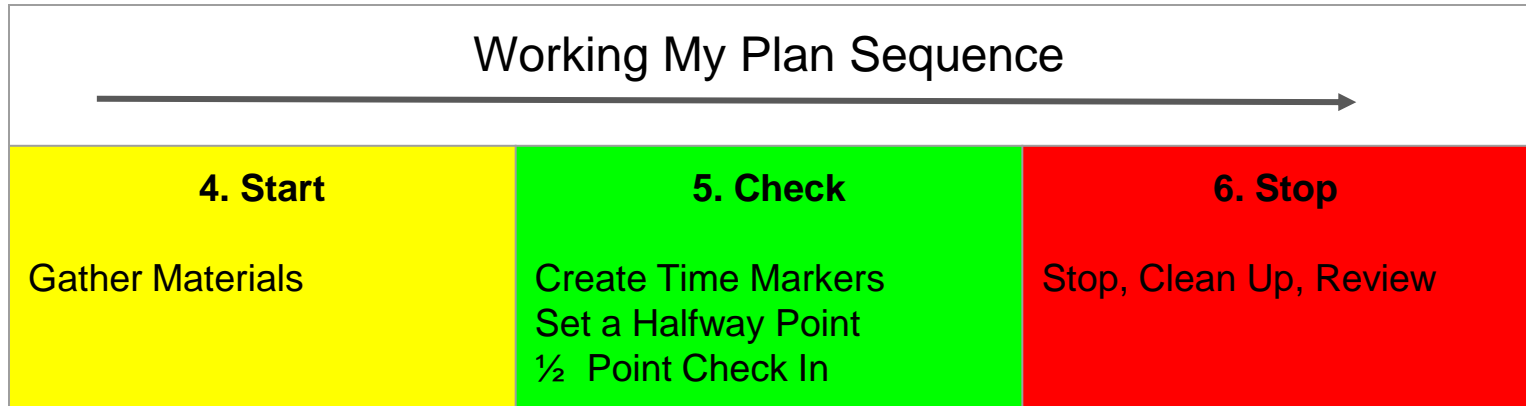 Working My Plan Sequence
4. Start
Gather Materials
5. Check
Create Time Markers
Set a Halfway Point
½ Point Check In
6. Stop
Stop, Clean Up, Review